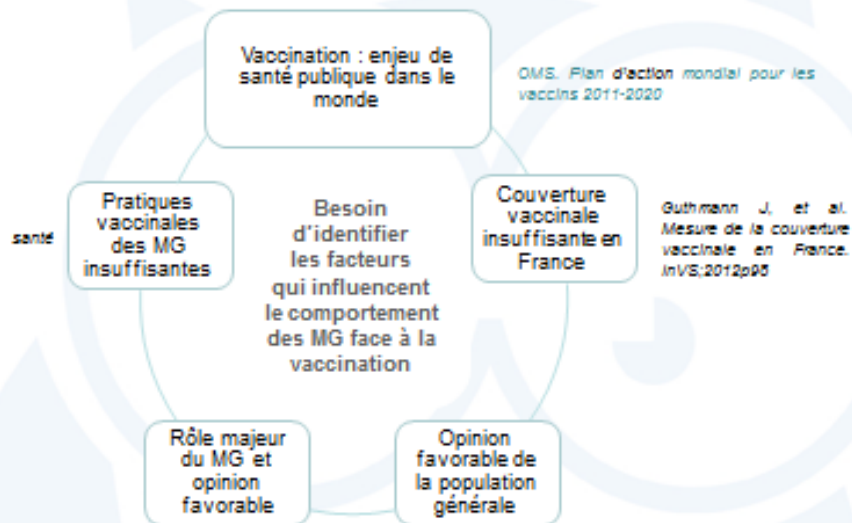 Vaccination : enjeu de
santé publique dans le
monde
OMS. Plan d'action mondial pour les
vaccins 2011-2020
Couverture
vaccinale
insuffisante en
France
Guthmann J, et al.
Mesure de la couverture
vaccinale en France.
InVS;2012p98
Opinion
favorable de
la population
générale
Rôle majeur
du MG et
opinion
favorable
Pratiques
vaccinales
des MG
insuffisantes
santé
Besoin
d'identifier
les facteurs
qui influencent
le comportement
des MG face à la
vaccination